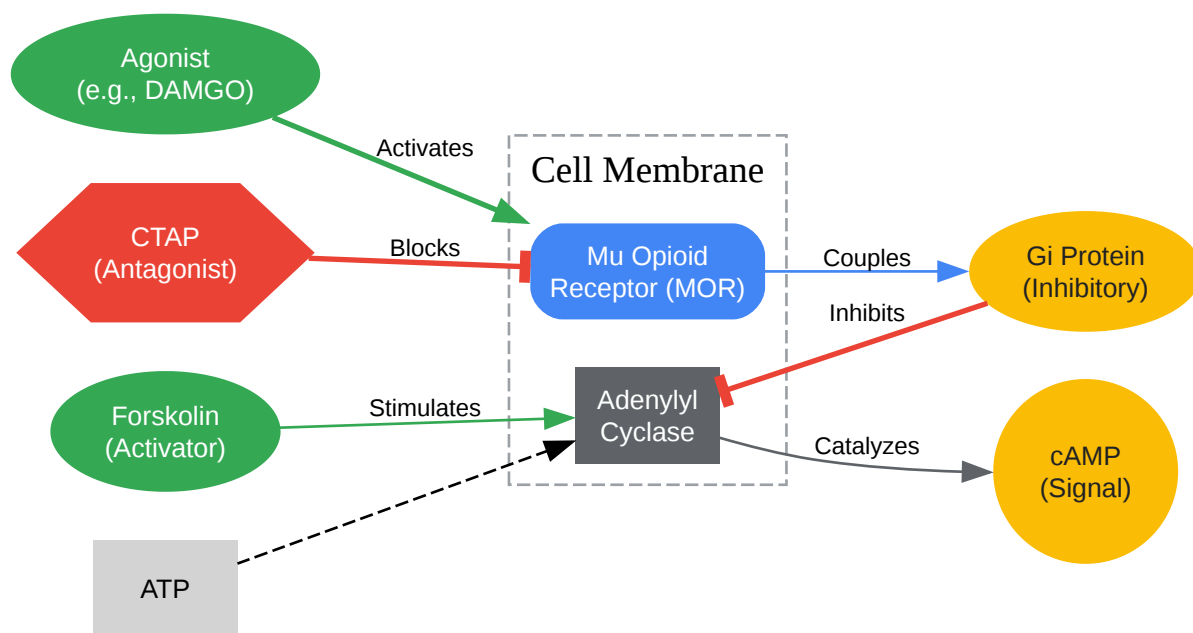 Agonist
(e.g., DAMGO)
Activates
Cell Membrane
CTAP
(Antagonist)
Blocks
Mu Opioid
Receptor (MOR)
Couples
Gi Protein
(Inhibitory)
Inhibits
Forskolin
(Activator)
Stimulates
Adenylyl
Cyclase
Catalyzes
cAMP
(Signal)
ATP